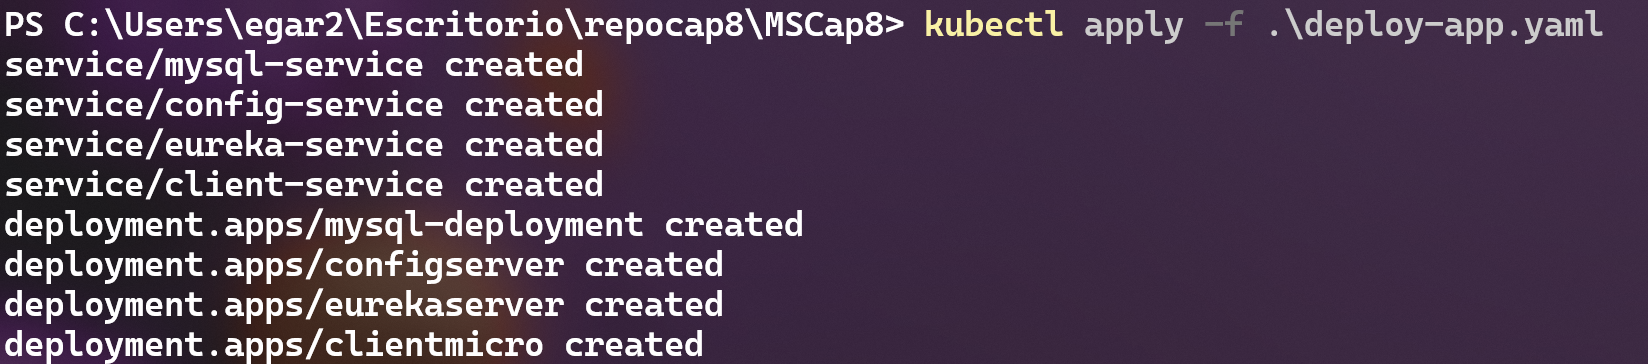 PS C:\Users\egar2\Escritorio\repocap8\MSCap8> kubectl apply -f .\deploy-app.yaml
service/mysql-service created
service/config-service created
service/eureka-service created
service/client-service created
deployment.apps/mysql-deployment created
deployment.apps/configserver created
deployment.apps/eurekaserver created
deployment.apps/clientmicro created